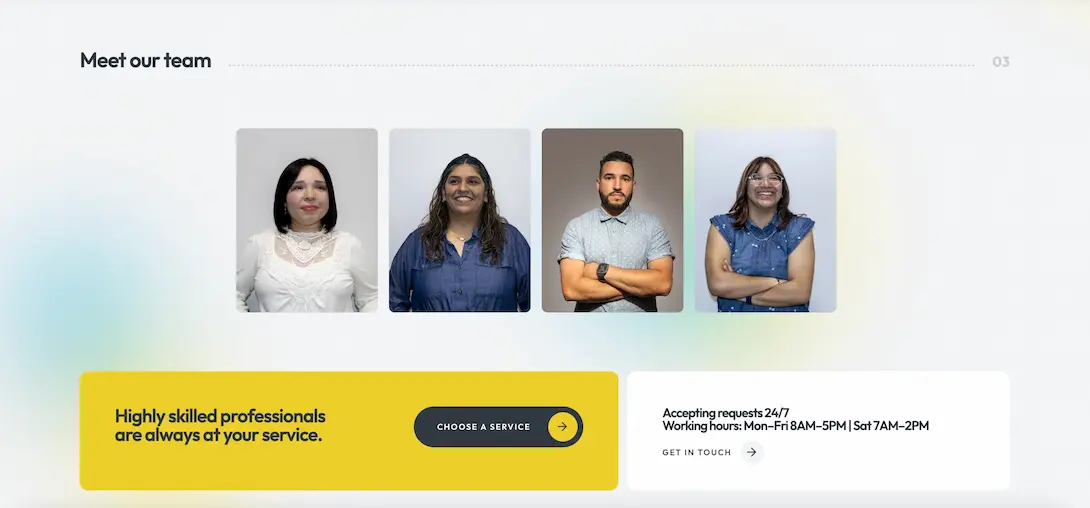 Meet our team
03
Highly skilled professionals
are always at your service.
CHOOSE A SERVICE
Accepting requests 24/7
Working hours: Mon–Fri 8AM–5PM | Sat 7AM–2PM
GET IN TOUCH